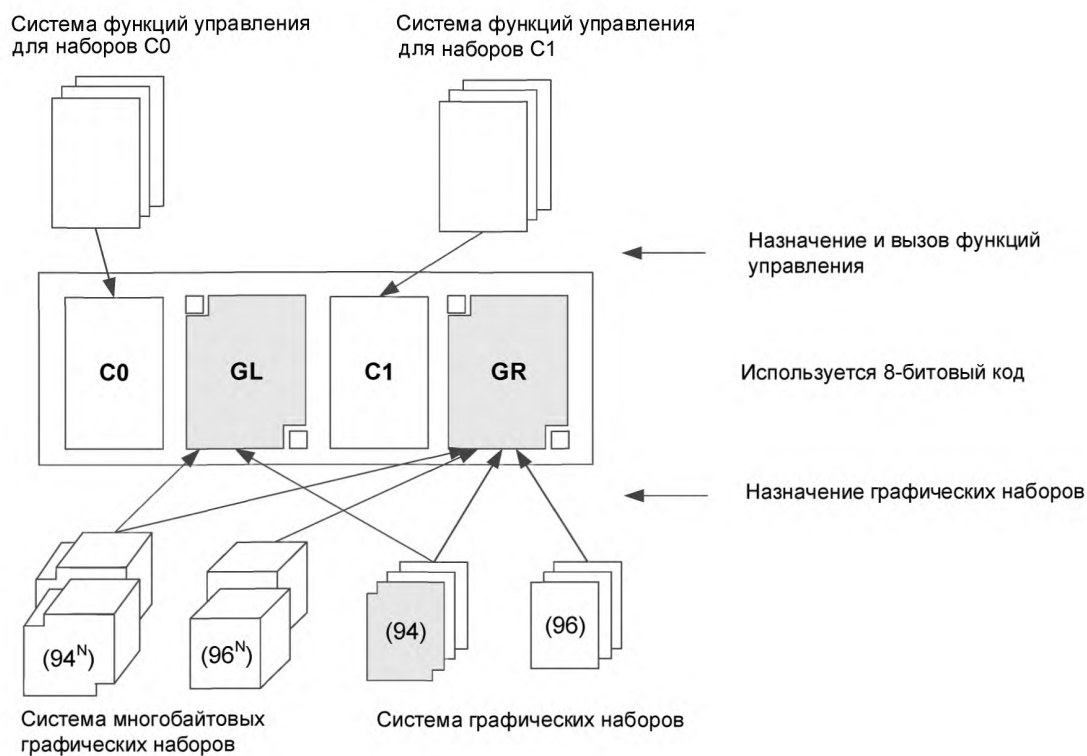 Система функций управления
для наборов C0
Система функций управления
для наборов C1
Назначение и вызов функций
управления
C0
GL
C1
GR
Используется 8-битовый код
Назначение графических наборов
(94^N)
(96^N)
(94)
(96)
Система многобайтовых
графических наборов
Система графических наборов